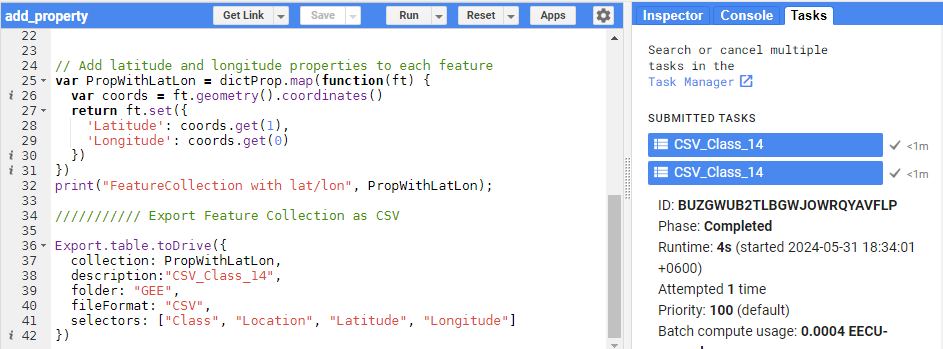 add_property
Get Link
Save
Run
Reset
Apps
22
23
24 // Add latitude and longitude properties to each feature
25 var PropWithLatLon = dictProp.map(function(ft) {
i 26 var coords = ft.geometry().coordinates()
27 return ft.set({
28 'Latitude': coords.get(1),
29 'Longitude': coords.get(0)
i 30 })
i 31 })
32 print("FeatureCollection with lat/lon", PropWithLatLon);
33
34 /////////// Export Feature Collection as CSV
35
36 Export.table.toDrive({
37 collection: PropWithLatLon,
38 description:"CSV_Class_14",
39 folder: "GEE",
40 fileFormat: "CSV",
41 selectors: ["Class", "Location", "Latitude", "Longitude"]
i 42 })
Inspector
Console
Tasks
Search or cancel multiple
tasks in the
Task Manager
SUBMITTED TASKS
CSV_Class_14 <1m
CSV_Class_14 <1m
ID: BUZGWUB2TLBGWJOWRQYAVFLP
Phase: Completed
Runtime: 4s (started 2024-05-31 18:34:01
+0600)
Attempted 1 time
Priority: 100 (default)
Batch compute usage: 0.0004 EECU-